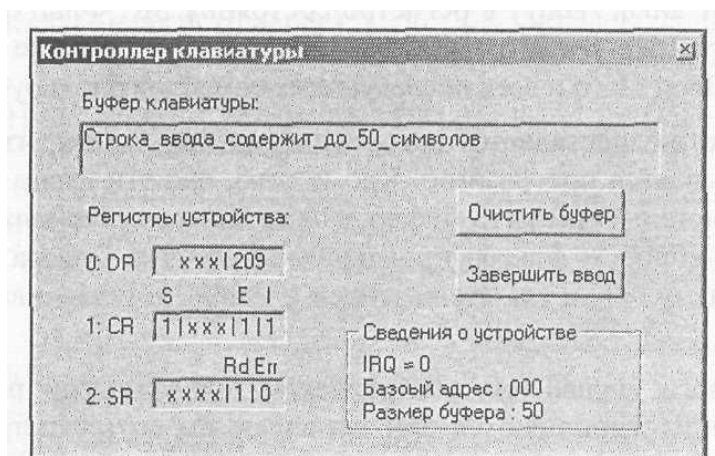 Контроллер клавиатуры
Буфер клавиатуры:
Строка_ввода_содержит_до_50_символов
Регистры устройства:
Очистить буфер
0: DR xxx|209
Завершить ввод
S E I
1: CR 1|xxx|1|1
Rd Err
2: SR xxxx|1|0
Сведения о устройстве
IRQ = 0
Базоый адрес : 000
Размер буфера : 50